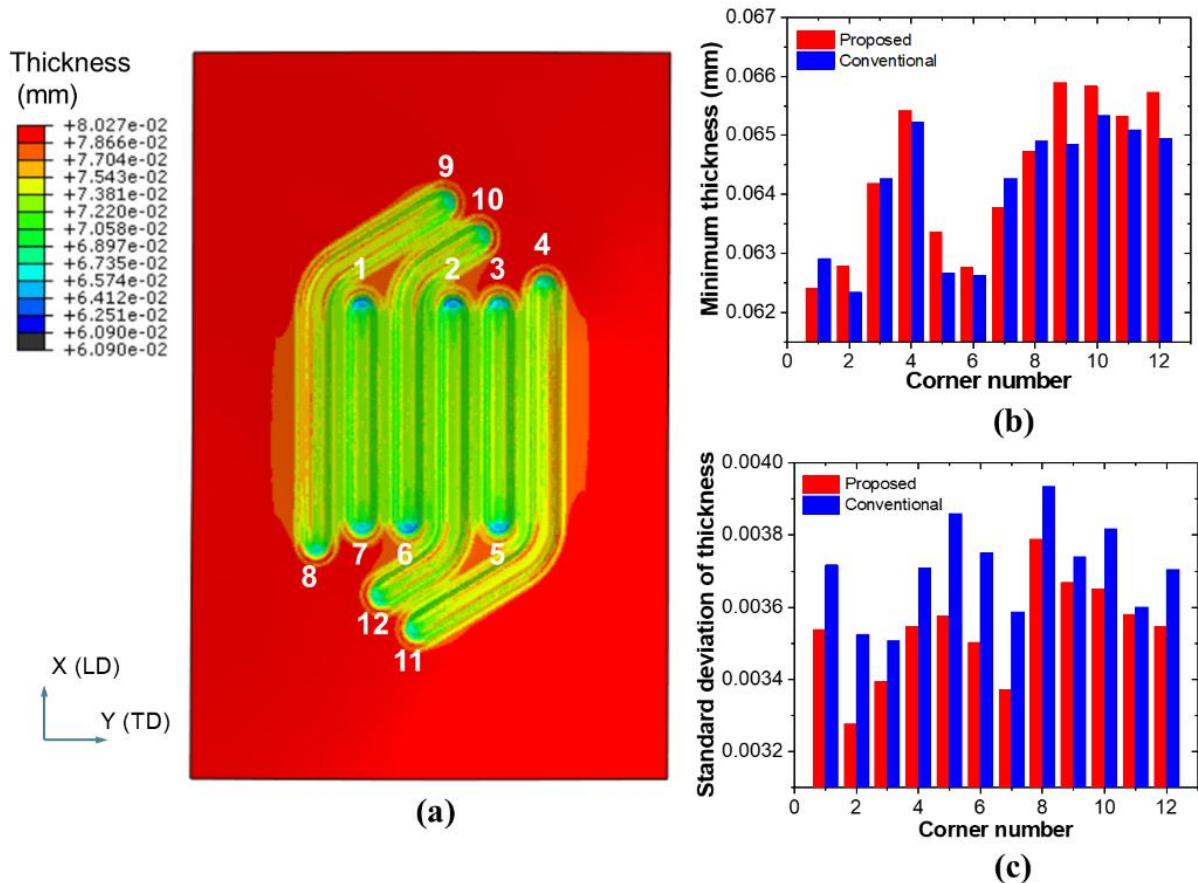 Thickness
(mm)
+8.027e-02
+7.866e-02
+7.704e-02
+7.543e-02
+7.381e-02
+7.220e-02
+7.058e-02
+6.897e-02
+6.735e-02
+6.574e-02
+6.412e-02
+6.251e-02
+6.090e-02
+6.090e-02
9
10
4
1 2 3
8 7 6 5
12
11
X (LD)
Y (TD)
(a)
Minimum thickness (mm)
0.067
0.066
0.065
0.064
0.063
0.062
Proposed
Conventional
0 2 4 6 8 10 12
Corner number
(b)
Standard deviation of thickness
0.0040
0.0038
0.0036
0.0034
0.0032
Proposed
Conventional
0 2 4 6 8 10 12
Corner number
(c)